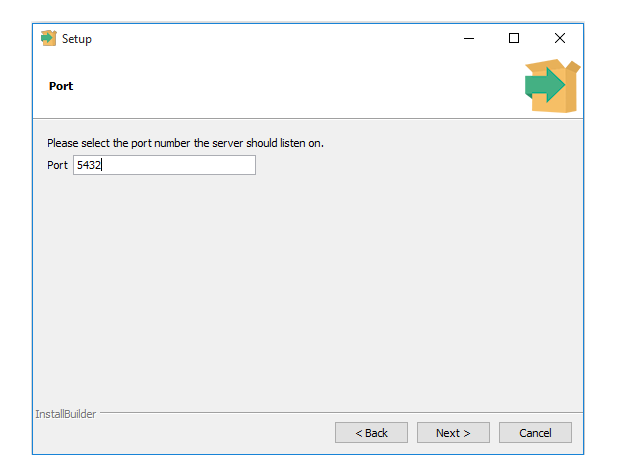 Setup
Port
Please select the port number the server should listen on.
Port 5432
InstallBuilder
< Back Next > Cancel